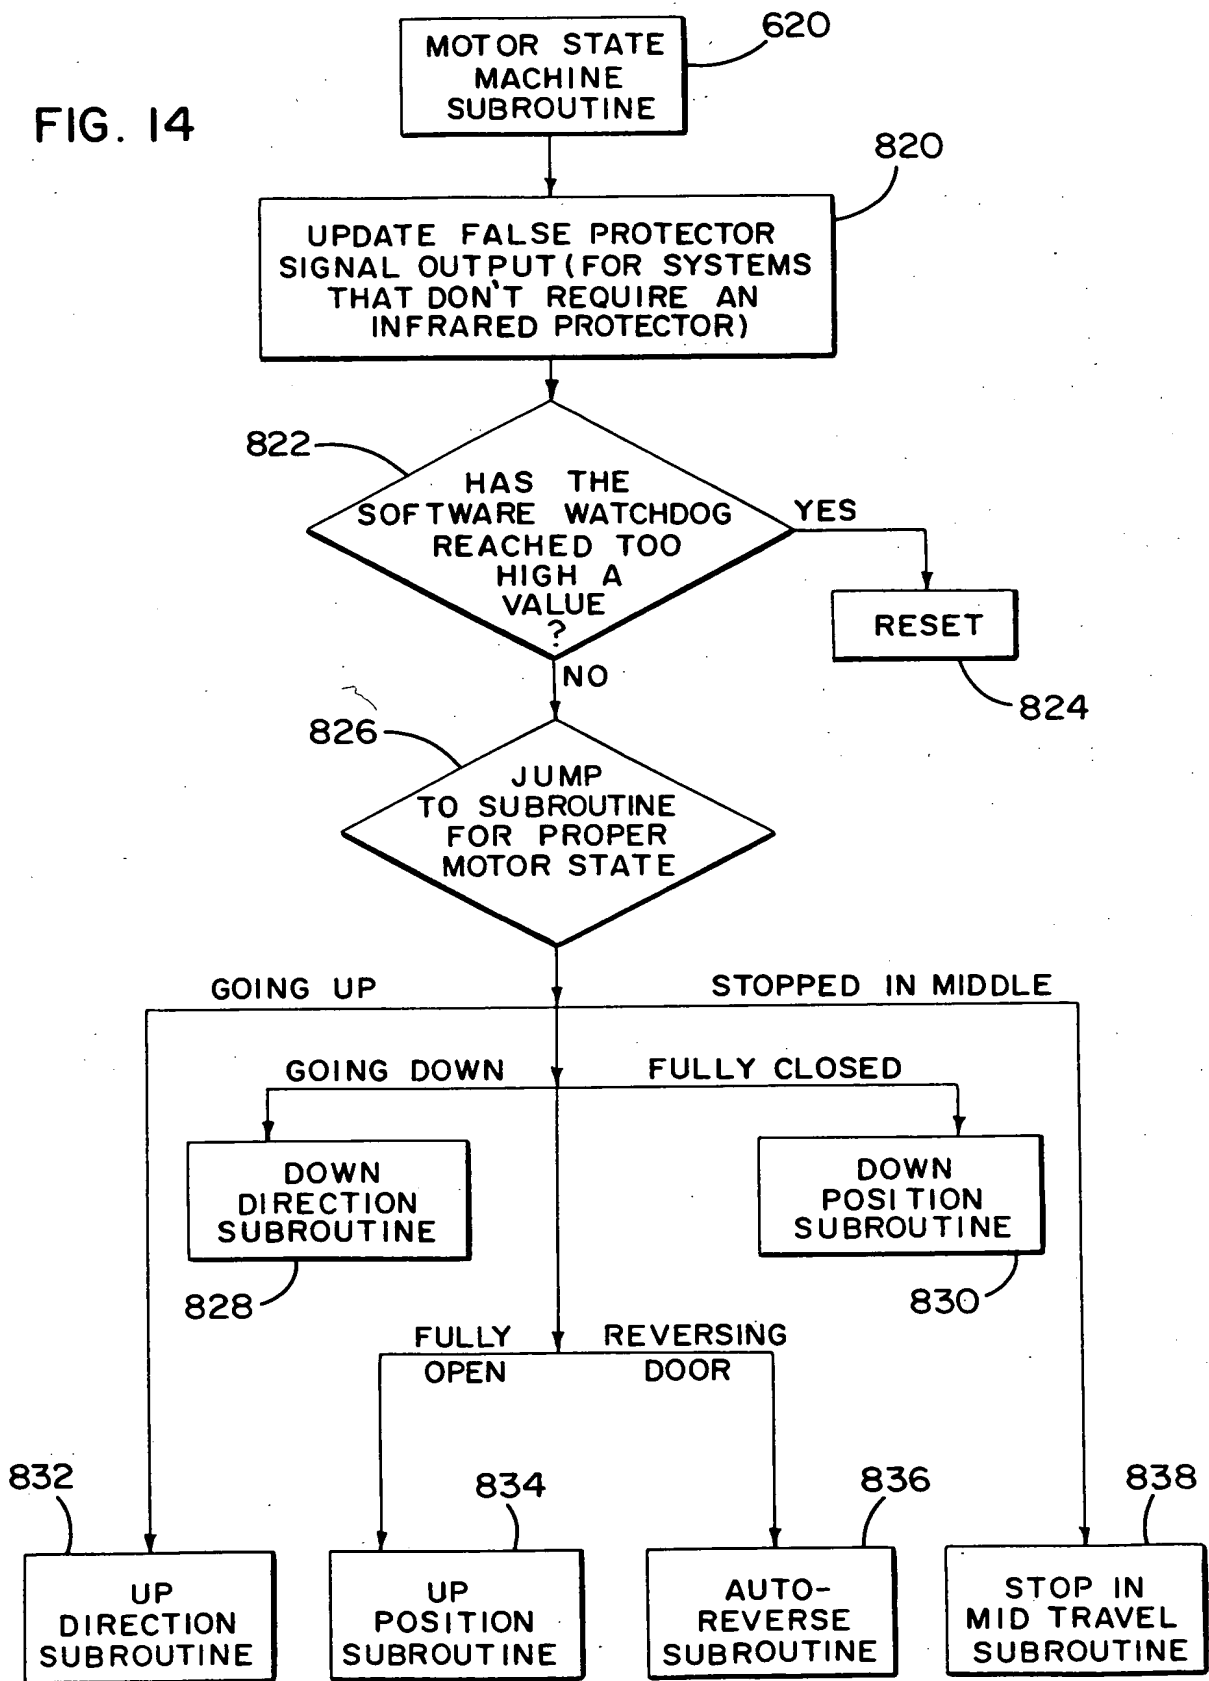 620
MOTOR STATE
MACHINE
SUBROUTINE
FIG. 14
820
UPDATE FALSE PROTECTOR
SIGNAL OUTPUT (FOR SYSTEMS
THAT DON'T REQUIRE AN
INFRARED PROTECTOR)
822
HAS THE
SOFTWARE WATCHDOG
REACHED TOO
HIGH A
VALUE
?
YES
RESET
824
NO
826
JUMP
TO SUBROUTINE
FOR PROPER
MOTOR STATE
GOING UP
STOPPED IN MIDDLE
GOING DOWN
FULLY CLOSED
DOWN
DIRECTION
SUBROUTINE
828
DOWN
POSITION
SUBROUTINE
830
FULLY
OPEN
REVERSING
DOOR
832
UP
DIRECTION
SUBROUTINE
834
UP
POSITION
SUBROUTINE
836
AUTO-
REVERSE
SUBROUTINE
838
STOP IN
MID TRAVEL
SUBROUTINE